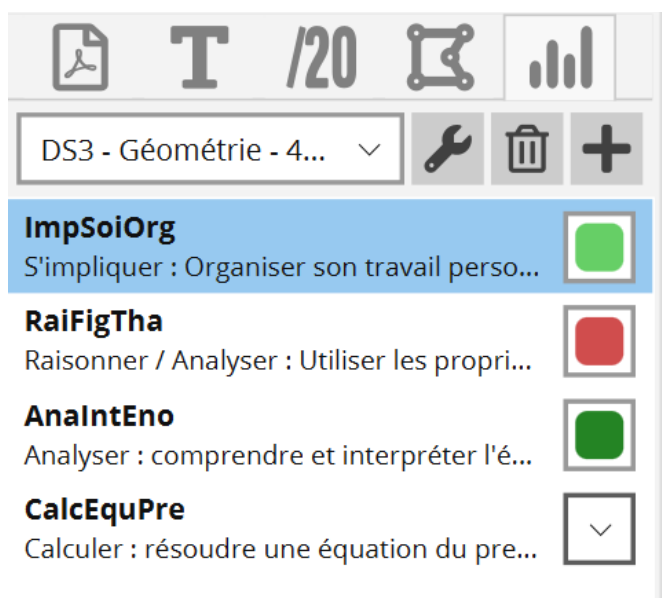 T /20
DS3 - Géométrie - 4...
ImpSoiOrg
S'impliquer : Organiser son travail perso...
RaiFigTha
Raisonner / Analyser : Utiliser les propri...
AnaIntEno
Analyser : comprendre et interpréter l'é...
CalcEquPre
Calculer : résoudre une équation du pre...